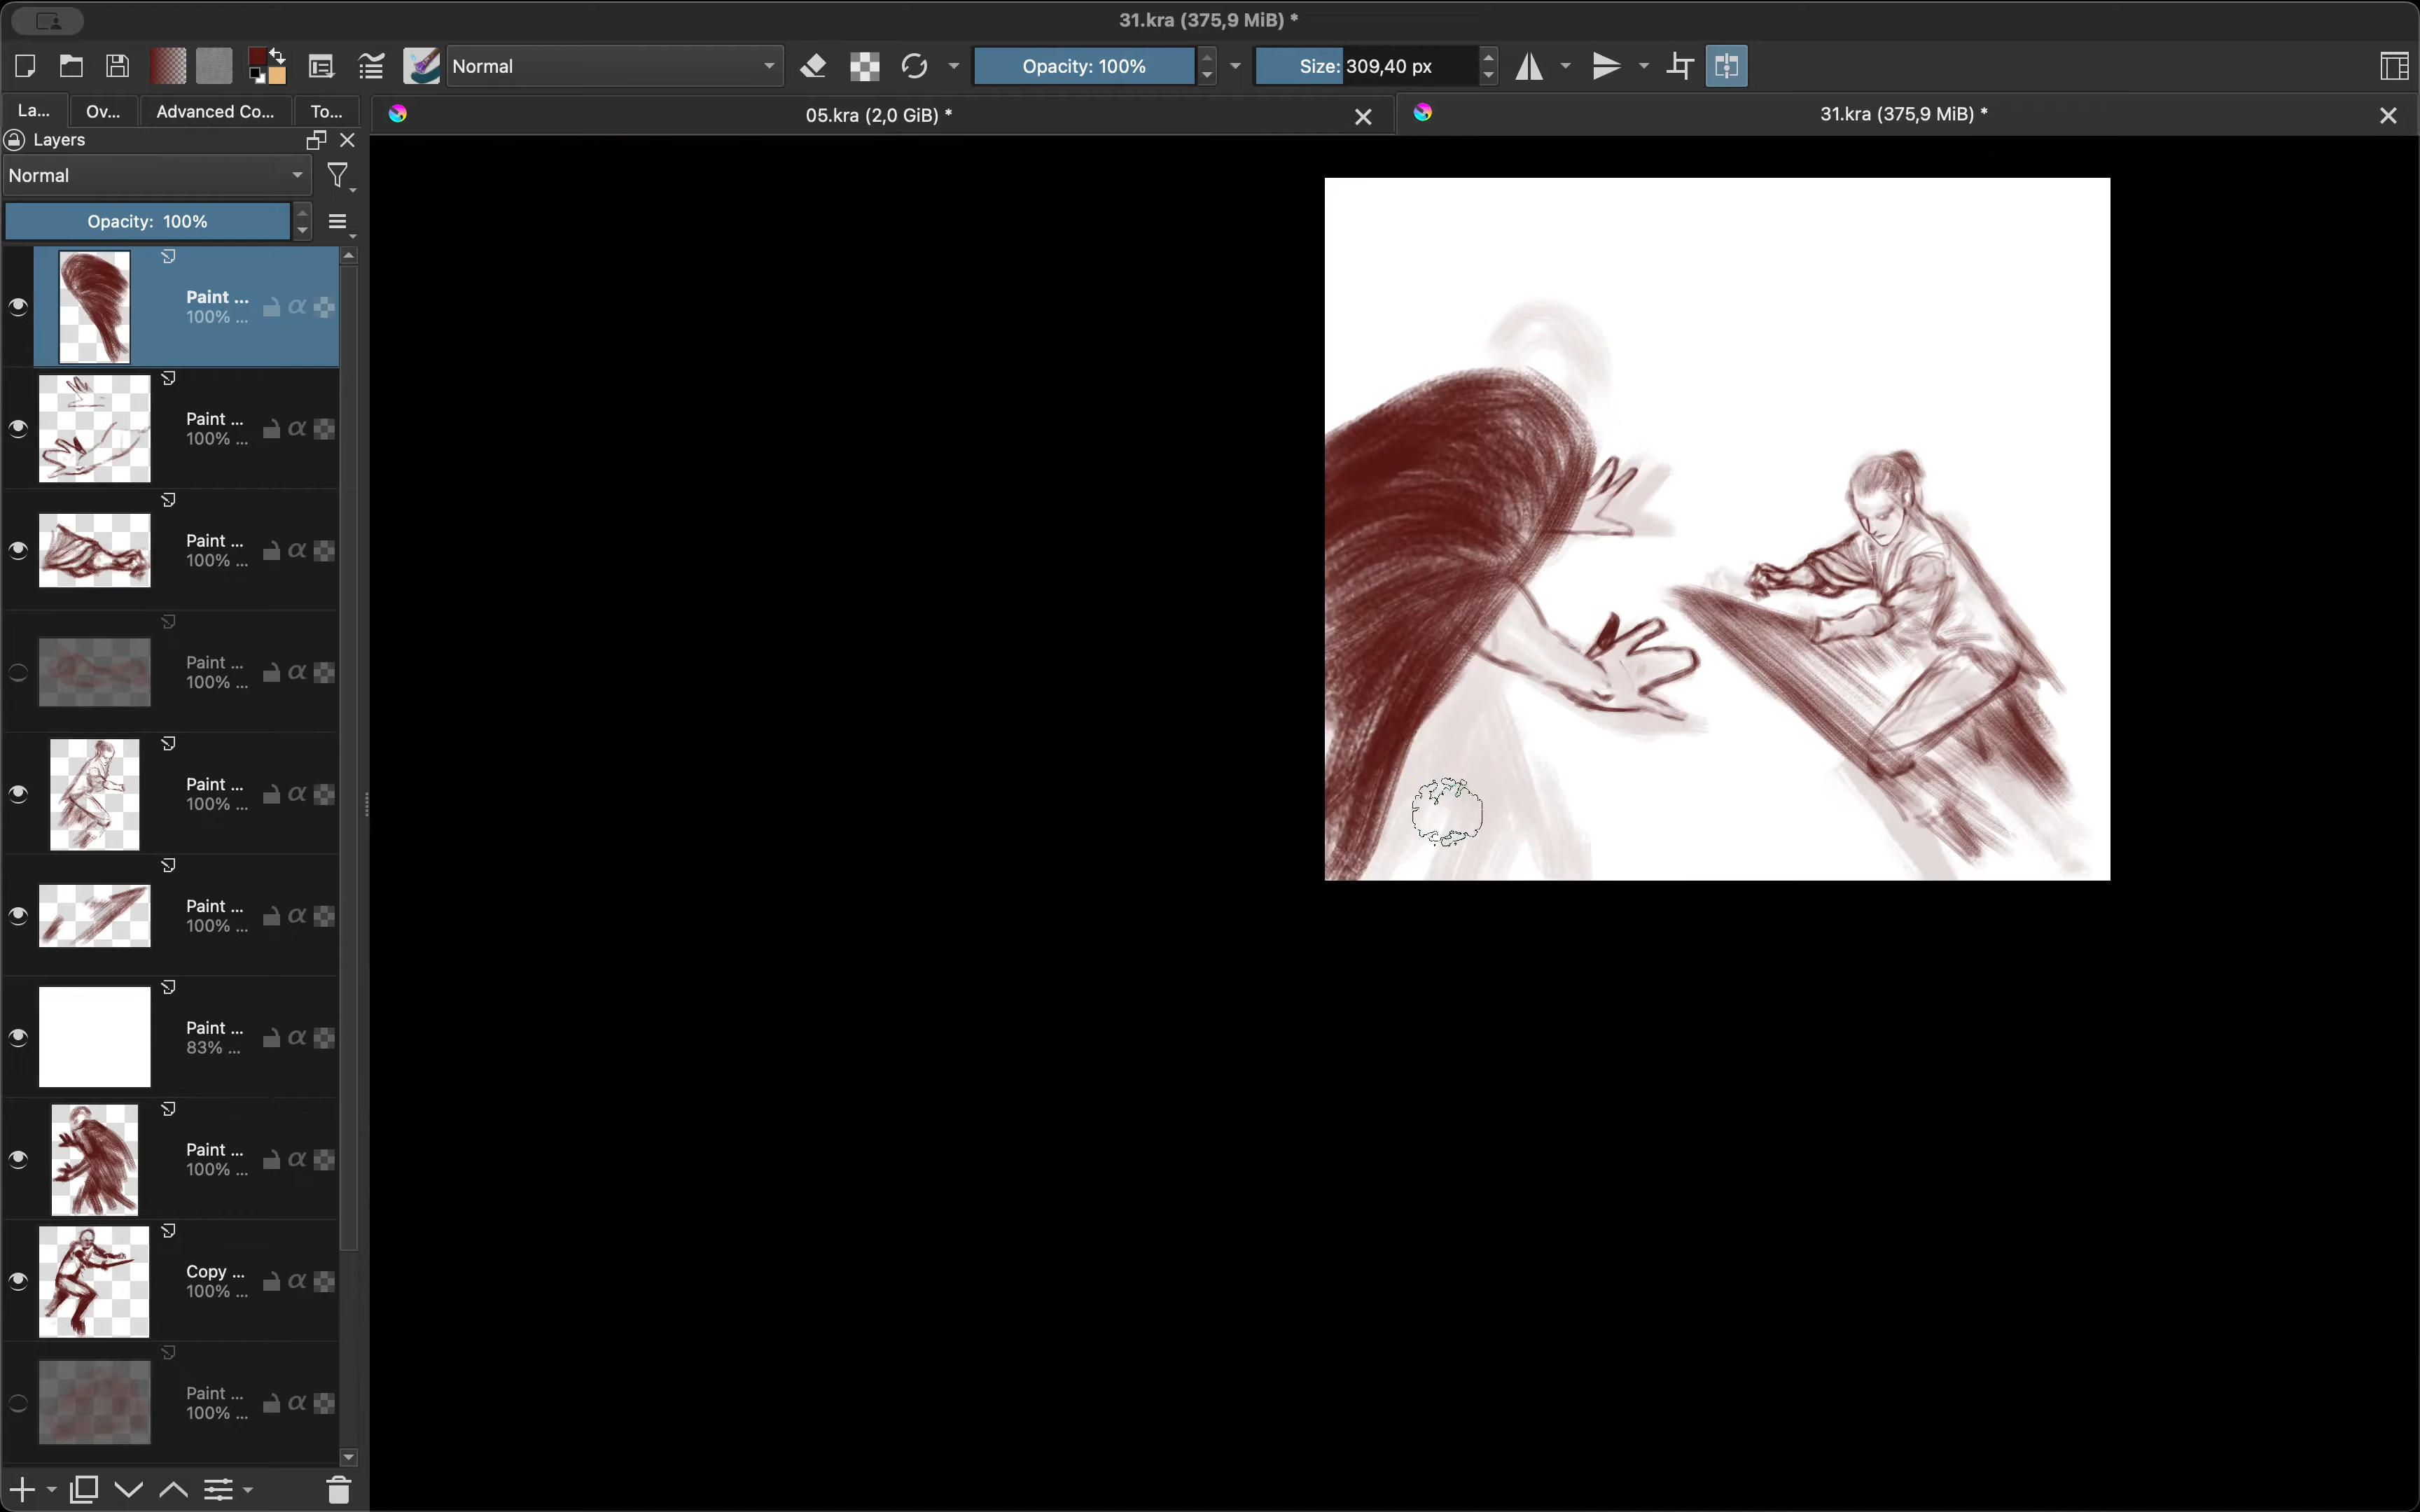 31.kra (375,9 MiB) *
Normal
Opacity: 100%
Size: 309,40 px
La...
Ov...
Advanced Co...
To...
05.kra (2,0 GiB) *
31.kra (375,9 MiB) *
Layers
Normal
Opacity: 100%
Paint ...
100% ...
Paint ...
100% ...
Paint ...
100% ...
Paint ...
100% ...
Paint ...
100% ...
Paint ...
100% ...
Paint ...
83% ...
Paint ...
100% ...
Copy ...
100% ...
Paint ...
100% ...